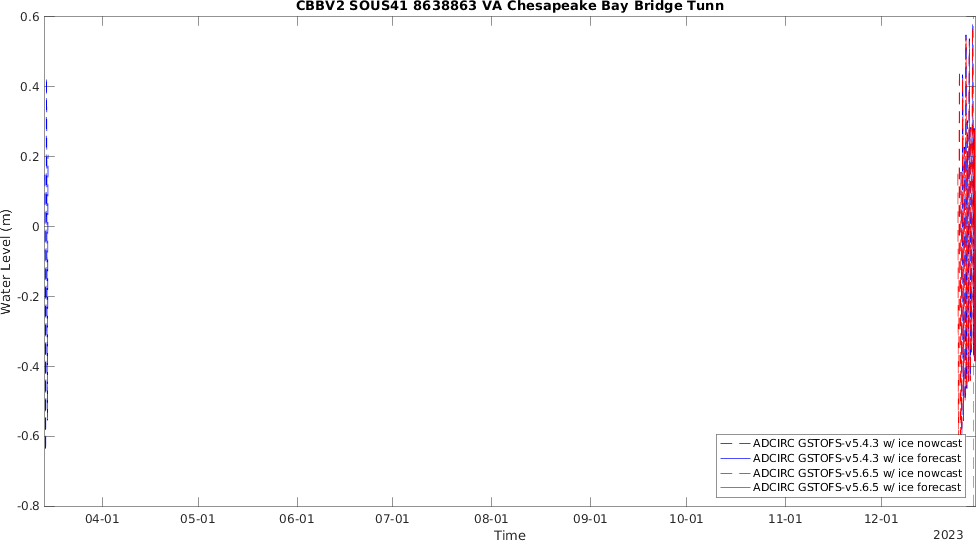 CBBV2 SOUS41 8638863 VA Chesapeake Bay Bridge Tunn
0.6
0.4
0.2
0
-0.2
-0.4
-0.6
-0.8
Water Level (m)
ADCIRC GSTOFS-v5.4.3 w/ ice nowcast
ADCIRC GSTOFS-v5.4.3 w/ ice forecast
ADCIRC GSTOFS-v5.6.5 w/ ice nowcast
ADCIRC GSTOFS-v5.6.5 w/ ice forecast
04-01 05-01 06-01 07-01 08-01 09-01 10-01 11-01 12-01
Time
2023